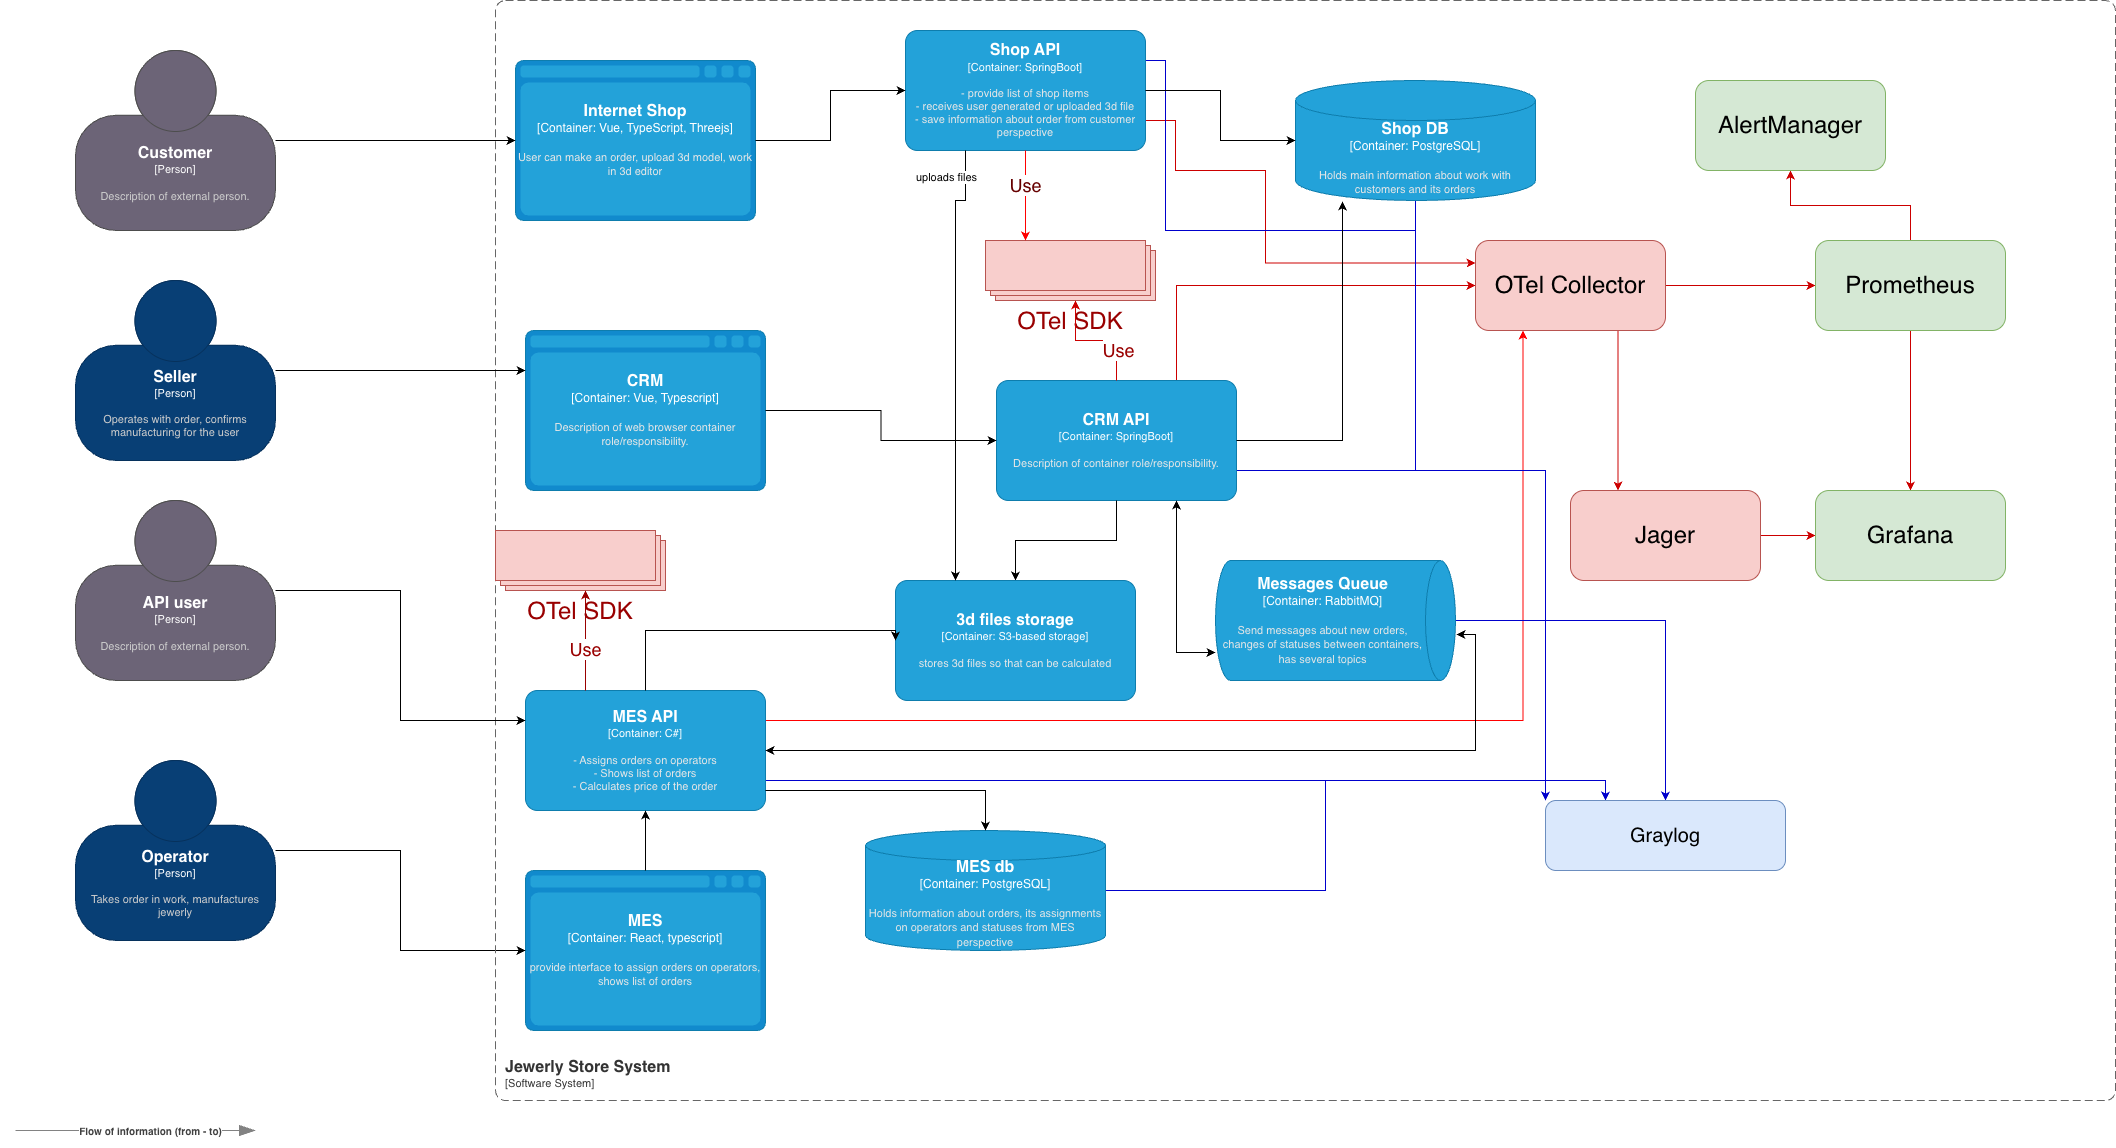 Customer
[Person]
Description of external person.
Seller
[Person]
Operates with order, confirms
manufacturing for the user
API user
[Person]
Description of external person.
Operator
[Person]
Takes order in work, manufactures
jewerly
Internet Shop
[Container: Vue, TypeScript, Threejs]
User can make an order, upload 3d model, work
in 3d editor
CRM
[Container: Vue, Typescript]
Description of web browser container
role/responsibility.
OTel SDK
Use
MES API
[Container: C#]
- Assigns orders on operators
- Shows list of orders
- Calculates price of the order
MES
[Container: React, typescript]
provide interface to assign orders on operators,
shows list of orders
Shop API
[Container: SpringBoot]
- provide list of shop items
- receives user generated or uploaded 3d file
- save information about order from customer
perspective
uploads files
Use
OTel SDK
Use
CRM API
[Container: SpringBoot]
Description of container role/responsibility.
3d files storage
[Container: S3-based storage]
stores 3d files so that can be calculated
MES db
[Container: PostgreSQL]
Holds information about orders, its assignments
on operators and statuses from MES
perspective
Shop DB
[Container: PostgreSQL]
Holds main information about work with
customers and its orders
Messages Queue
[Container: RabbitMQ]
Send messages about new orders,
changes of statuses between containers,
has several topics
OTel Collector
AlertManager
Prometheus
Jager
Grafana
Graylog
Jewerly Store System
[Software System]
Flow of information (from - to)